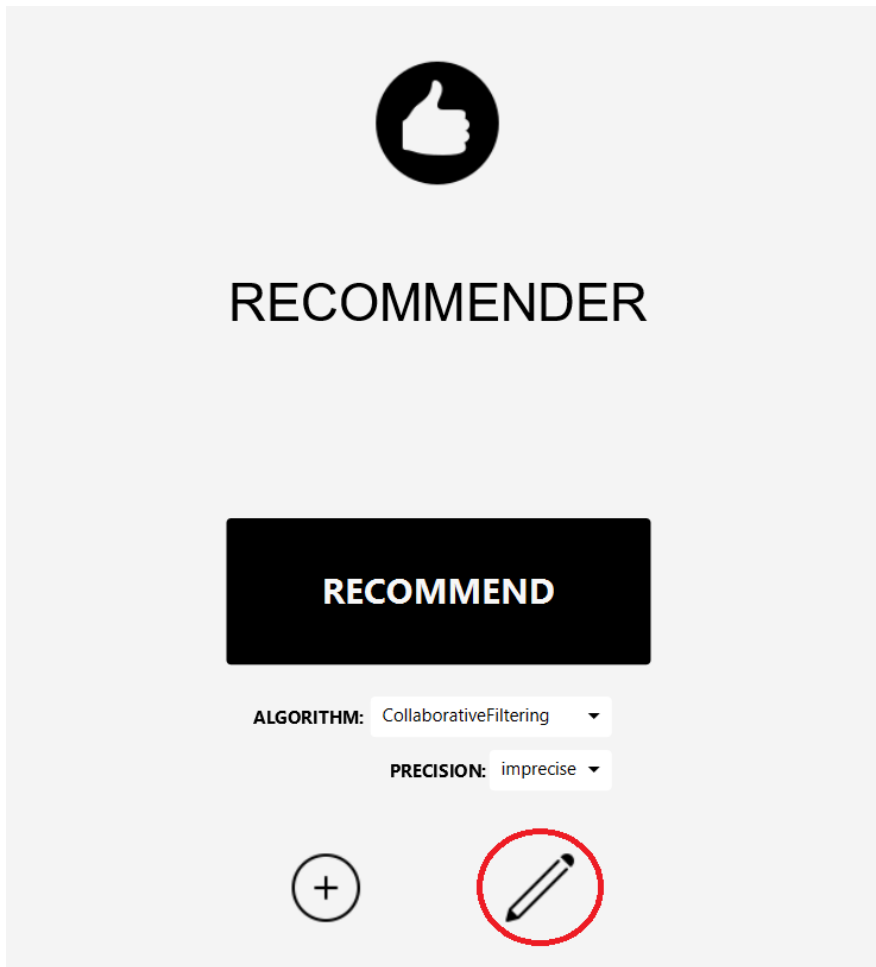 RECOMMENDER
RECOMMEND
ALGORITHM: CollaborativeFiltering
PRECISION: imprecise